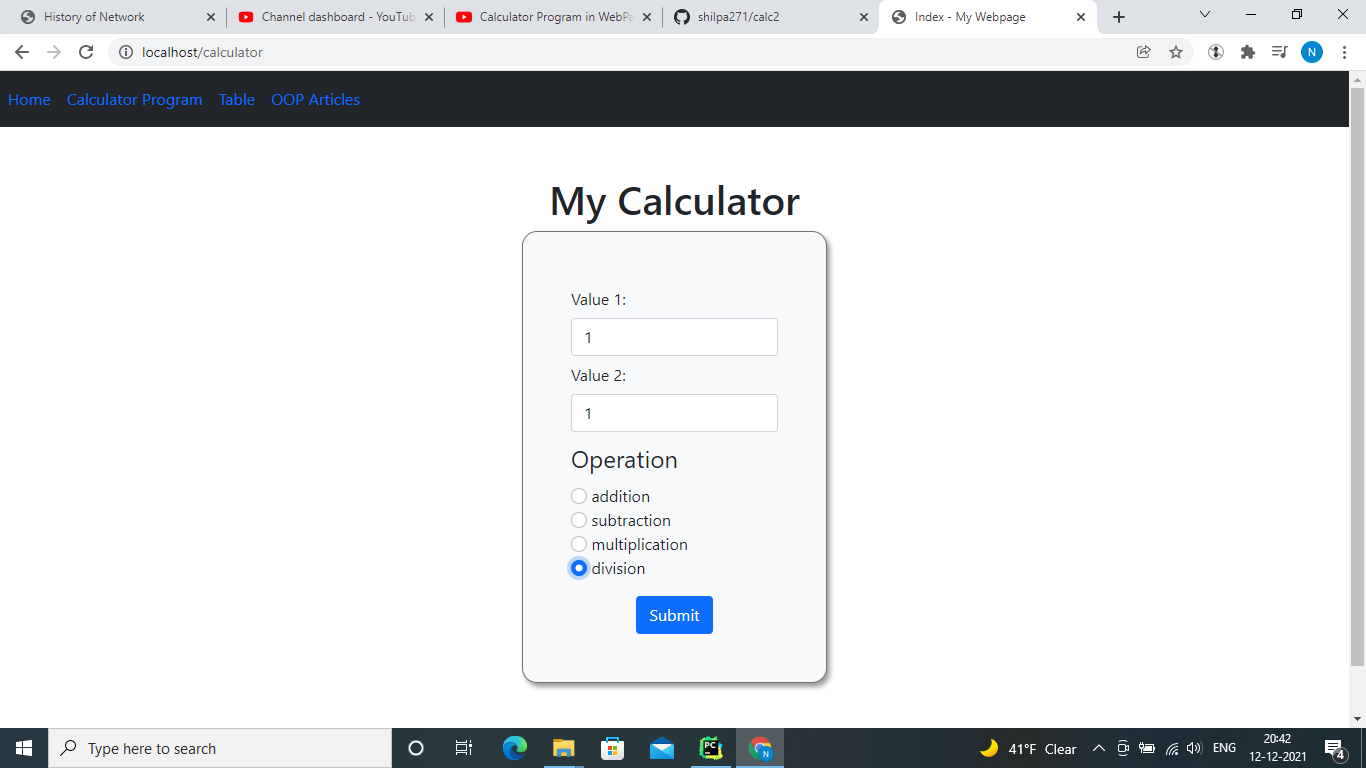 History of Network
Channel dashboard - YouTub
Calculator Program in WebPa
shilpa271/calc2
Index - My Webpage
localhost/calculator
N
Home Calculator Program Table OOP Articles
My Calculator
Value 1:
1
Value 2:
1
Operation
addition
subtraction
multiplication
division
Submit
Type here to search
PC
N
41°F Clear
ENG
20:42
12-12-2021
4